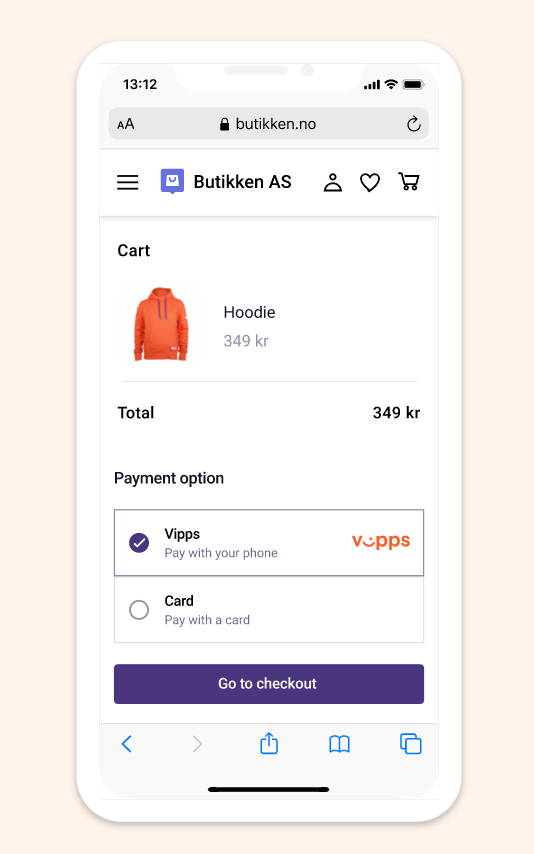 13:12
AA butikken.no
Butikken AS
Cart
Hoodie
349 kr
Total 349 kr
Payment option
Vipps
Pay with your phone
vipps
Card
Pay with a card
Go to checkout